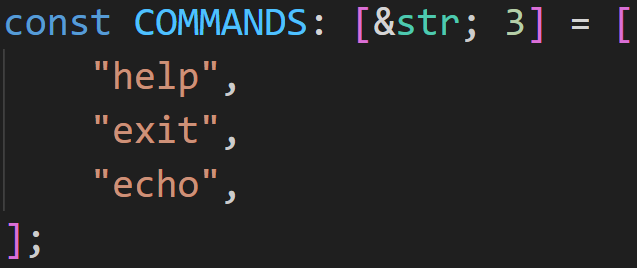 const COMMANDS: [&str; 3] = [
    "help",
    "exit",
    "echo",
];